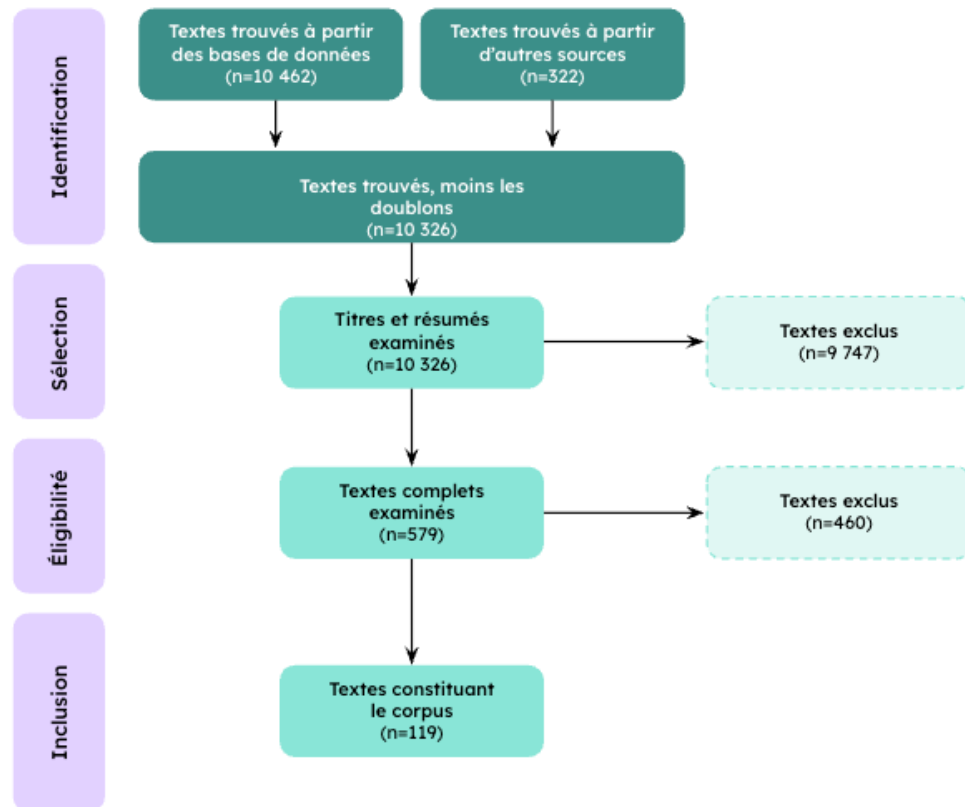 Identification
Textes trouvés à partir
des bases de données
(n=10 462)
Textes trouvés à partir
d'autres sources
(n=322)
Textes trouvés, moins les
doublons
(n=10 326)
Sélection
Titres et résumés
examinés
(n=10 326)
Textes exclus
(n=9 747)
Éligibilité
Textes complets
examinés
(n=579)
Textes exclus
(n=460)
Inclusion
Textes constituant
le corpus
(n=119)